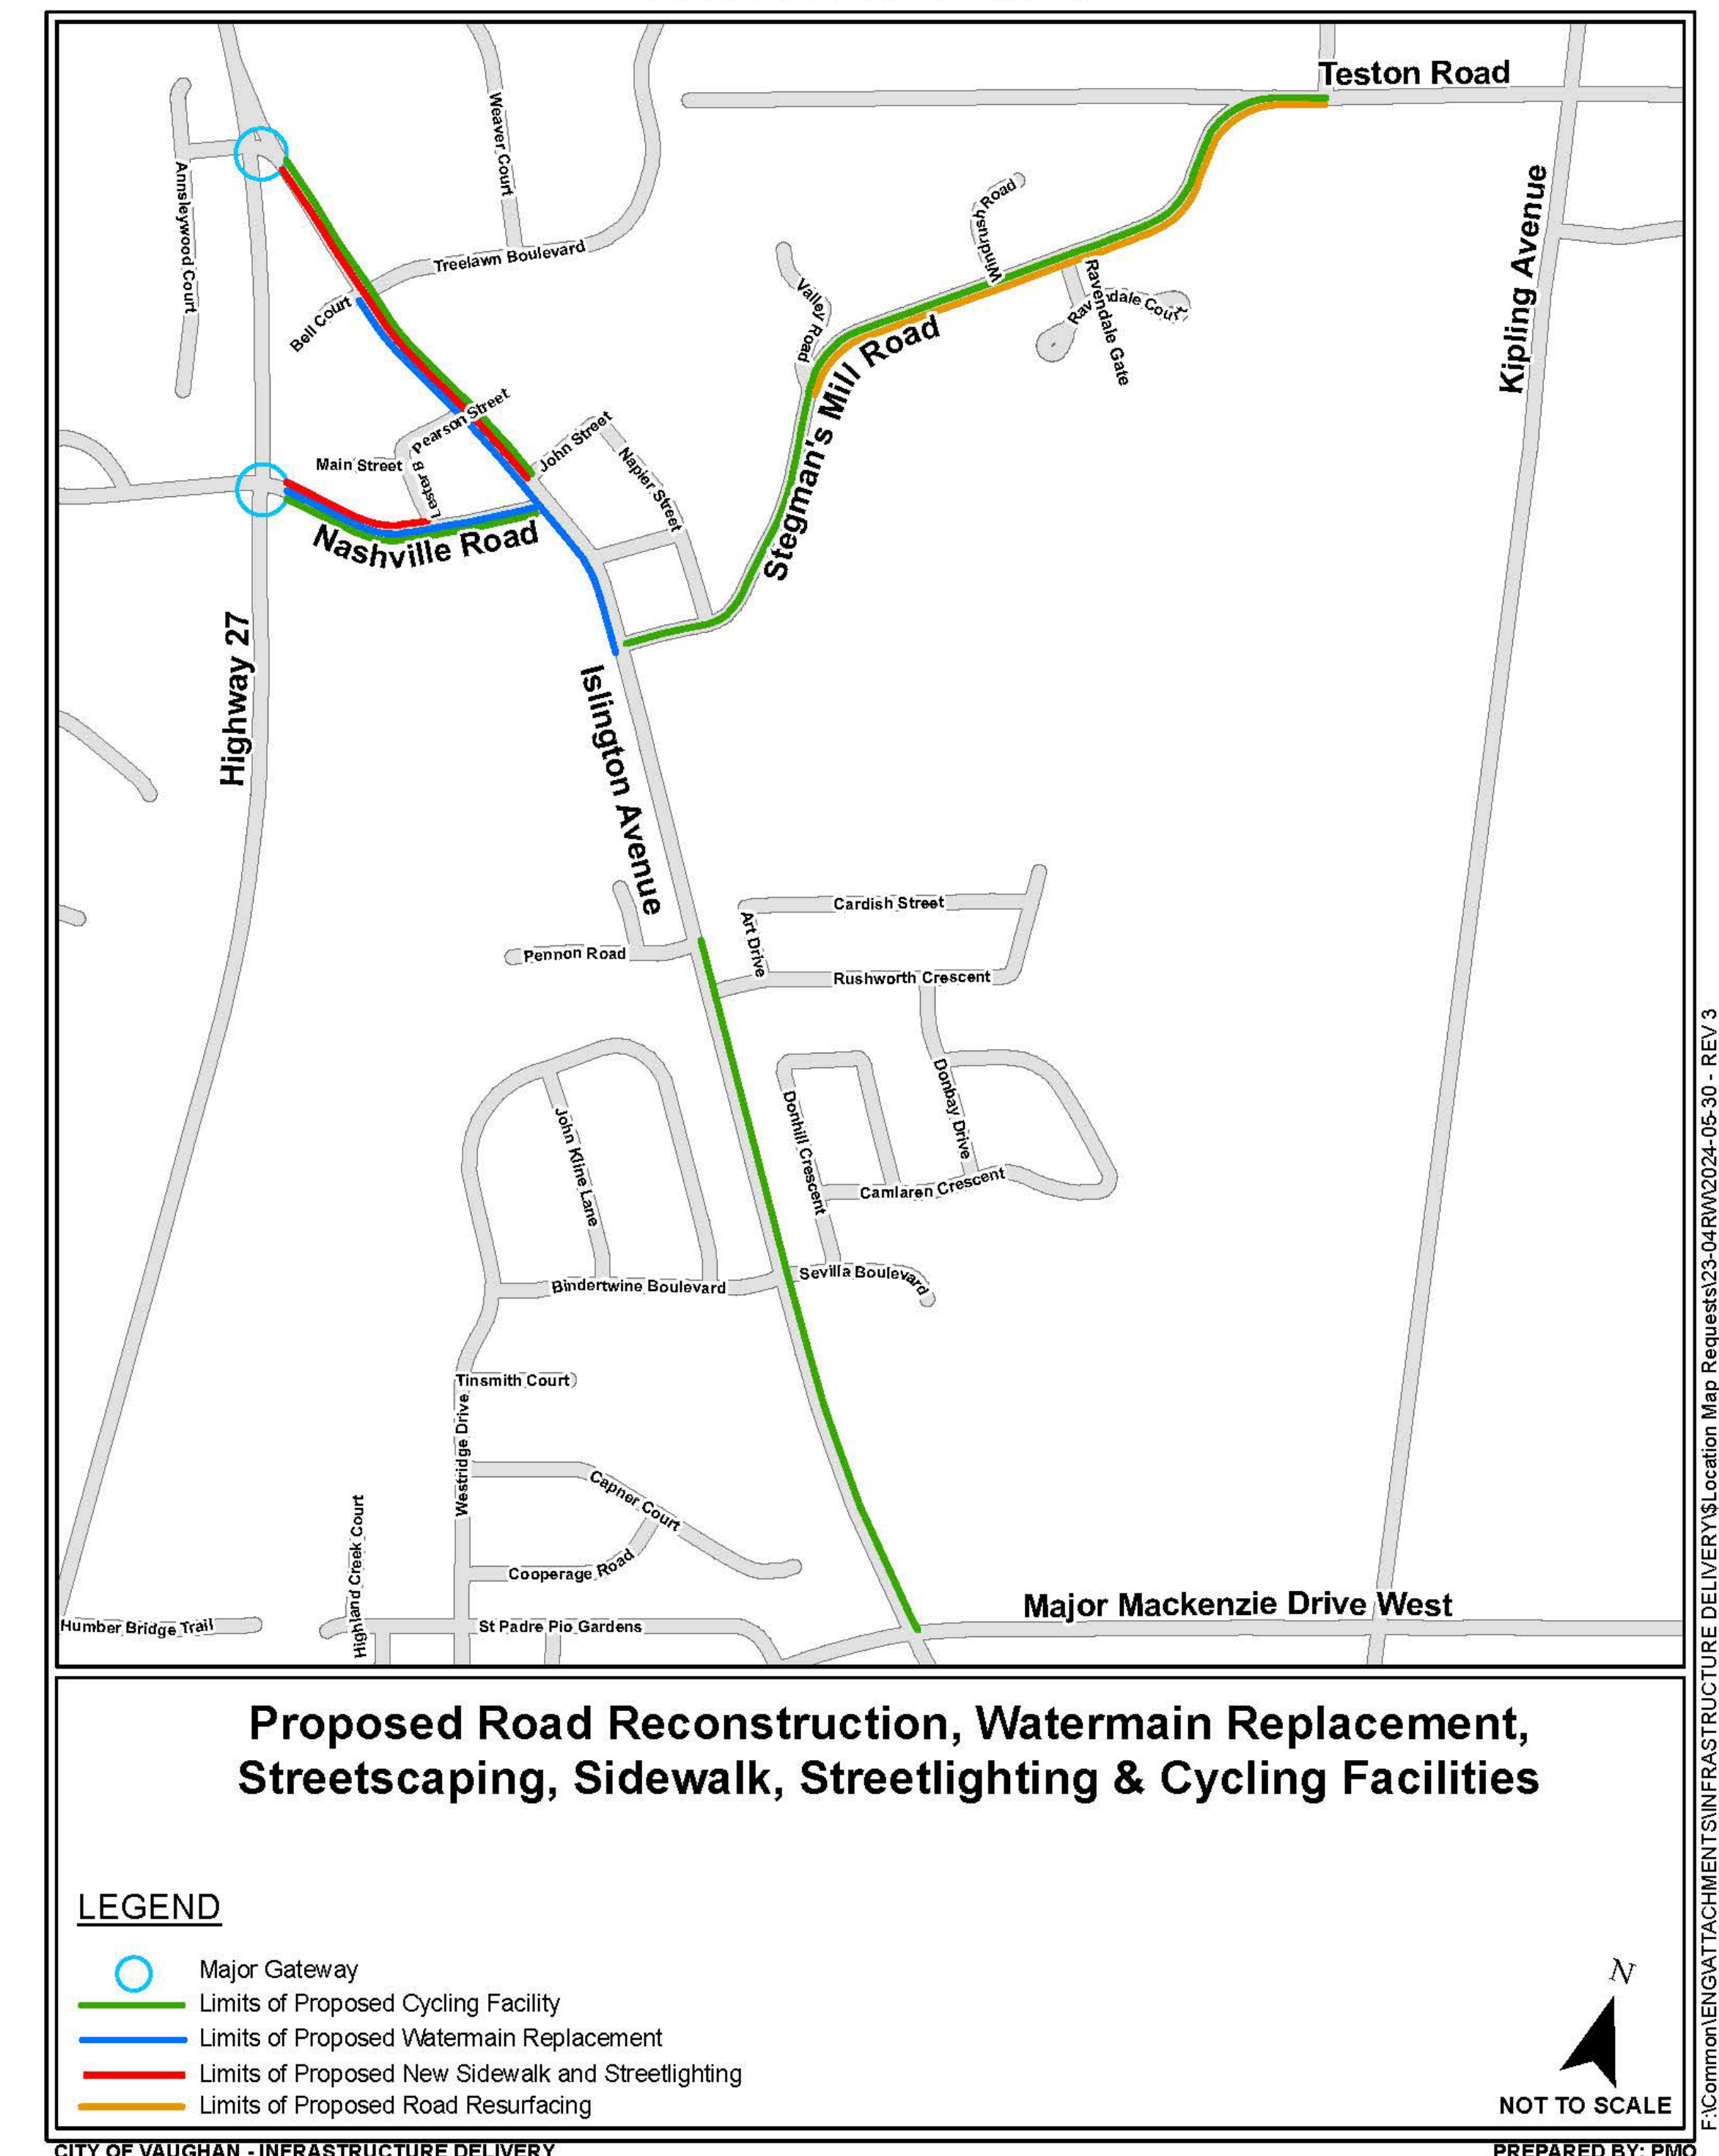 Teston Road
Weaver Court
Annsleywood Court
Kipling Avenue
Windrush Road
Treelawn Boulevard
Valley Road
Ravendale Gate
Bell Court
Stegman's Mill Road
Pearson Street
John Street
Main Street
Lester B
Napier Street
Nashville Road
Highway 27
Islington Avenue
Cardish Street
Art Drive
Pennon Road
Rushworth Crescent
Donbay Drive
Donhill Crescent
John Kline Lane
Camlaren Crescent
Sevilla Boulevard
Bindertwine Boulevard
Tinsmith Court
Westridge Drive
Capner Court
Highland Creek Court
Cooperage Road
Major Mackenzie Drive West
Humber Bridge Trail
St Padre Pio Gardens
Proposed Road Reconstruction, Watermain Replacement,
Streetscaping, Sidewalk, Streetlighting & Cycling Facilities
LEGEND
Major Gateway
Limits of Proposed Cycling Facility
Limits of Proposed Watermain Replacement
Limits of Proposed New Sidewalk and Streetlighting
Limits of Proposed Road Resurfacing
N
NOT TO SCALE
CITY OF VAUGHAN - INFRASTRUCTURE DELIVERY
PREPARED BY: PMO
F:\Common\ENG\ATTACHMENTS\INFRASTRUCTURE DELIVERY\$Location Map Requests\23-04RW\2024-05-30 - REV 3